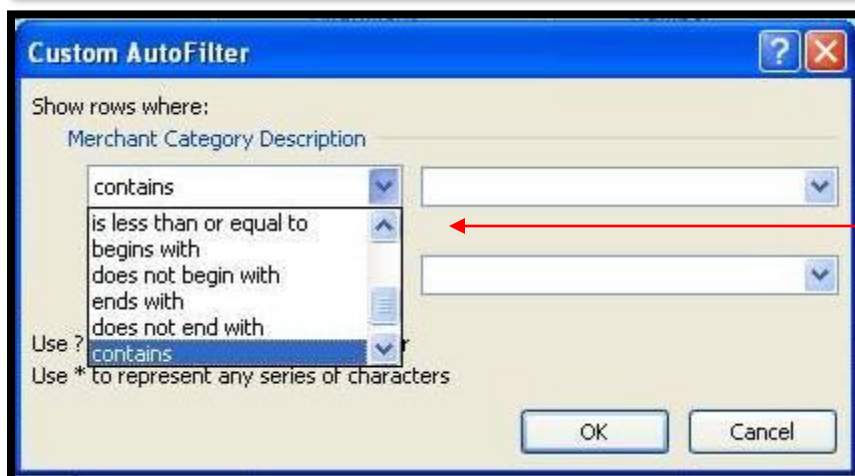 Custom AutoFilter
Show rows where:
Merchant Category Description
contains
is less than or equal to
begins with
does not begin with
ends with
does not end with
contains
Use ?
Use * to represent any series of characters
OK Cancel